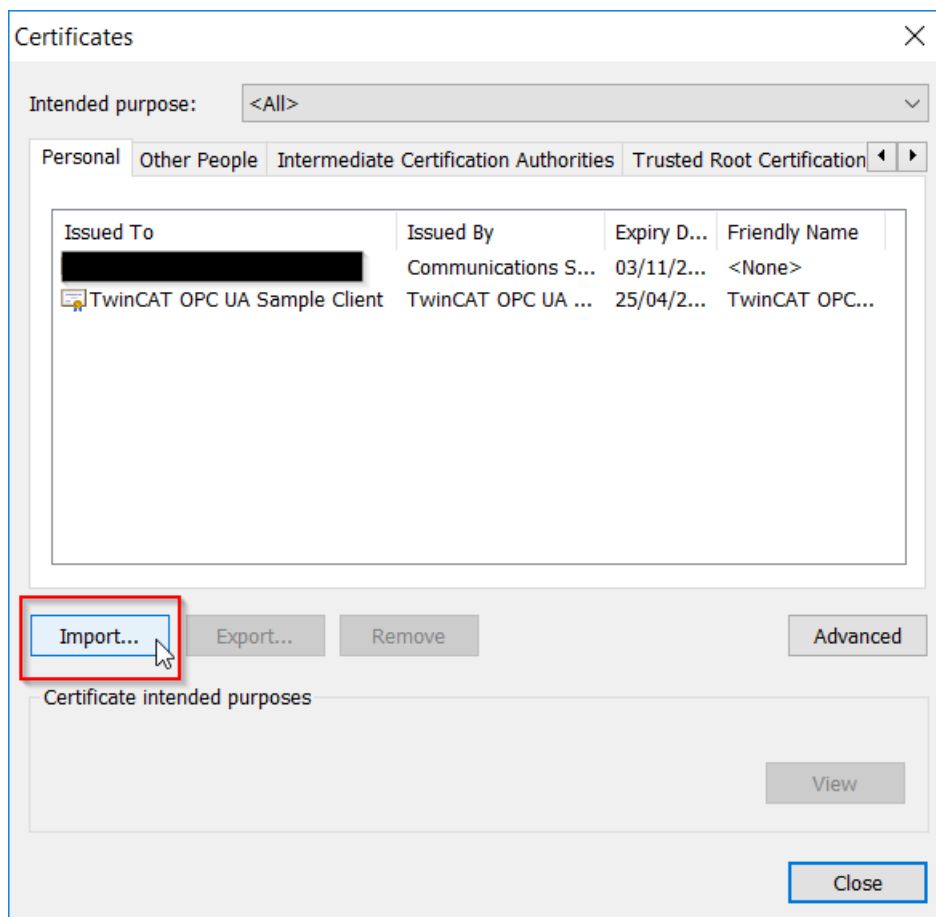 Certificates
Intended purpose: <All>
Personal Other People Intermediate Certification Authorities Trusted Root Certification
Issued To Issued By Expiry D... Friendly Name
Communications S... 03/11/2... <None>
TwinCAT OPC UA Sample Client TwinCAT OPC UA ... 25/04/2... TwinCAT OPC...
Import... Export... Remove Advanced
Certificate intended purposes
View
Close